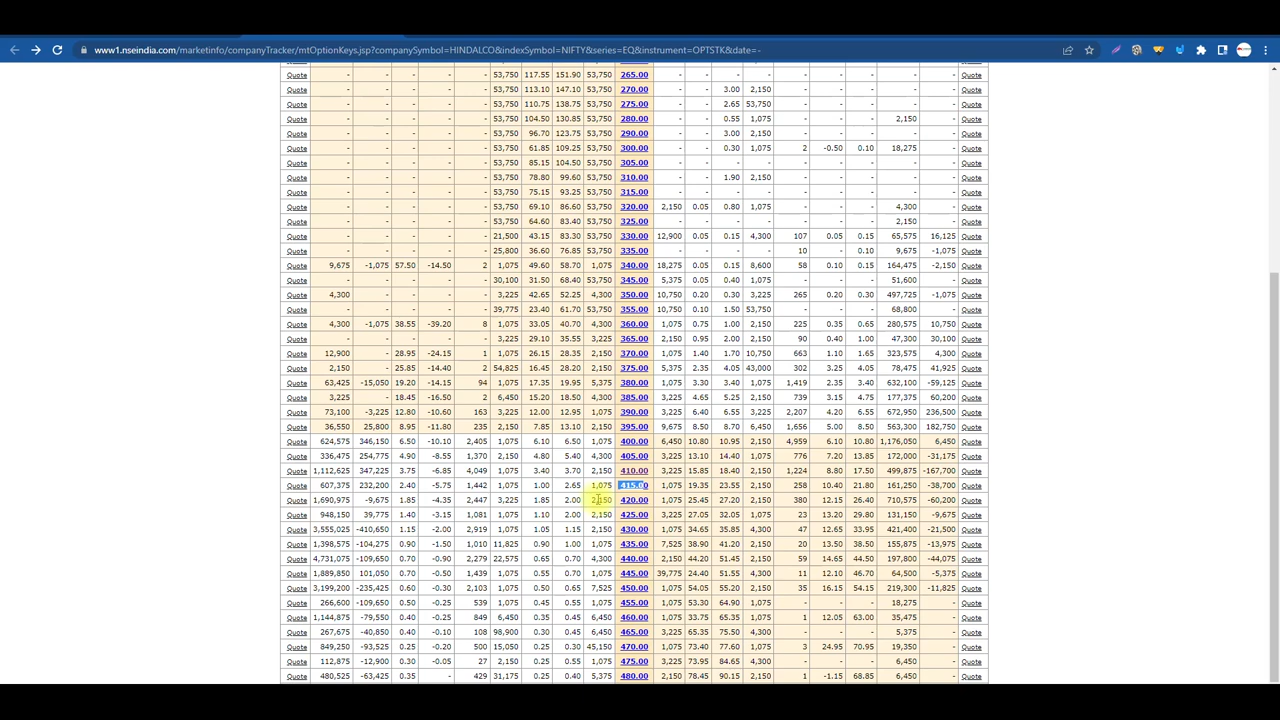 www1.nseindia.com/marketinfo/companyTracker/mtOptionKeys.jsp?companySymbol=HINDALCO&indexSymbol=NIFTY&series=EQ&instrument=OPTSTK&date=-
Quote - - - - - 53,750 117.55 151.90 53,750 265.00 - - - - - - - - - Quote
Quote - - - - - 53,750 113.10 147.10 53,750 270.00 - - 3.00 2,150 - - - - - Quote
Quote - - - - - 53,750 110.75 138.75 53,750 275.00 - - 2.65 53,750 - - - - - Quote
Quote - - - - - 53,750 104.50 130.85 53,750 280.00 - - 0.55 1,075 - - - 2,150 - Quote
Quote - - - - - 53,750 96.70 123.75 53,750 290.00 - - 3.00 2,150 - - - - - Quote
Quote - - - - - 53,750 61.85 109.25 53,750 300.00 - - 0.30 1,075 2 -0.50 0.10 18,275 - Quote
Quote - - - - - 53,750 85.15 104.50 53,750 305.00 - - - - - - - - - Quote
Quote - - - - - 53,750 78.80 99.60 53,750 310.00 - - 1.90 2,150 - - - - - Quote
Quote - - - - - 53,750 75.15 93.25 53,750 315.00 - - - - - - - - - Quote
Quote - - - - - 53,750 69.10 86.60 53,750 320.00 2,150 0.05 0.80 1,075 - - - 4,300 - Quote
Quote - - - - - 53,750 64.60 83.40 53,750 325.00 - - - - - - - 2,150 - Quote
Quote - - - - - 21,500 43.15 83.30 53,750 330.00 12,900 0.05 0.15 4,300 107 0.05 0.15 65,575 16,125 Quote
Quote - - - - - 25,800 36.60 76.85 53,750 335.00 - - - - 10 - 0.10 9,675 -1,075 Quote
Quote 9,675 -1,075 57.50 -14.50 2 1,075 49.60 58.70 1,075 340.00 18,275 0.05 0.15 8,600 58 0.10 0.15 164,475 -2,150 Quote
Quote - - - - - 30,100 31.50 68.40 53,750 345.00 - 0.05 0.40 1,075 - - - 51,600 - Quote
Quote 4,300 - - - - 3,225 42.65 52.25 4,300 350.00 10,750 0.20 0.30 3,225 265 0.20 0.30 497,725 -1,075 Quote
Quote - - - - - 39,775 23.40 61.70 53,750 355.00 10,750 0.10 1.50 53,750 - - - 68,800 - Quote
Quote 4,300 -1,075 38.55 -39.20 8 1,075 33.05 40.70 4,300 360.00 1,075 0.75 1.00 2,150 225 0.35 0.65 280,575 10,750 Quote
Quote - - - - - 3,225 29.10 35.55 3,225 365.00 2,150 0.95 2.00 2,150 90 0.40 1.00 47,300 30,100 Quote
Quote 12,900 - 28.95 -24.15 1 1,075 26.15 28.35 2,150 370.00 1,075 1.40 1.70 10,750 663 1.10 1.65 323,575 4,300 Quote
Quote 2,150 - 25.85 -14.40 2 54,825 16.45 28.20 2,150 375.00 5,375 2.35 4.05 43,000 302 3.25 4.05 78,475 41,925 Quote
Quote 63,425 -15,050 19.20 -14.15 94 1,075 17.35 19.95 5,375 380.00 1,075 3.30 3.40 1,075 1,419 2.35 3.40 632,100 -59,125 Quote
Quote 3,225 - 18.45 -16.50 2 6,450 15.20 18.50 4,300 385.00 3,225 4.65 5.25 2,150 739 3.15 4.75 177,375 60,200 Quote
Quote 73,100 -3,225 12.80 -10.60 163 3,225 12.00 12.95 1,075 390.00 3,225 6.40 6.55 3,225 2,207 4.20 6.55 672,950 236,500 Quote
Quote 36,550 25,800 8.95 -11.80 235 2,150 7.85 13.10 2,150 395.00 9,675 8.50 8.70 6,450 1,656 5.00 8.50 563,300 182,750 Quote
Quote 624,575 346,150 6.50 -10.10 2,405 1,075 6.10 6.50 1,075 400.00 6,450 10.80 10.95 2,150 4,959 6.10 10.80 1,176,050 6,450 Quote
Quote 336,475 254,775 4.90 -8.55 1,370 2,150 4.80 5.40 4,300 405.00 3,225 13.10 14.40 1,075 776 7.20 13.85 172,000 -31,175 Quote
Quote 1,112,625 347,225 3.75 -6.85 4,049 1,075 3.40 3.70 2,150 410.00 3,225 15.85 18.40 2,150 1,224 8.80 17.50 499,875 -167,700 Quote
Quote 607,375 232,200 2.40 -5.75 1,442 1,075 1.00 2.65 1,075 415.00 1,075 19.35 23.55 2,150 258 10.40 21.80 161,250 -38,700 Quote
Quote 1,690,975 -9,675 1.85 -4.35 2,447 3,225 1.85 2.00 2,150 420.00 1,075 25.45 27.20 2,150 380 12.15 26.40 710,575 -60,200 Quote
Quote 948,150 39,775 1.40 -3.15 1,081 1,075 1.10 2.00 2,150 425.00 3,225 27.05 32.05 1,075 23 13.20 29.80 131,150 -9,675 Quote
Quote 3,555,025 -410,650 1.15 -2.00 2,919 1,075 1.05 1.15 2,150 430.00 1,075 34.65 35.85 4,300 47 12.65 33.95 421,400 -21,500 Quote
Quote 1,398,575 -104,275 0.90 -1.50 1,010 11,825 0.90 1.00 1,075 435.00 7,525 38.90 41.20 2,150 20 13.50 38.50 155,875 -13,975 Quote
Quote 4,731,075 -109,650 0.70 -0.90 2,279 22,575 0.65 0.70 4,300 440.00 2,150 44.20 51.45 2,150 59 14.65 44.50 197,800 -44,075 Quote
Quote 1,889,850 101,050 0.70 -0.50 1,439 1,075 0.55 0.70 1,075 445.00 39,775 24.40 51.55 4,300 11 12.10 46.70 64,500 -5,375 Quote
Quote 3,199,200 -235,425 0.60 -0.30 2,103 1,075 0.50 0.65 7,525 450.00 1,075 54.05 55.20 2,150 35 16.15 54.15 219,300 -11,825 Quote
Quote 266,600 -109,650 0.50 -0.25 539 1,075 0.45 0.55 1,075 455.00 1,075 53.30 64.90 1,075 - - - 18,275 - Quote
Quote 1,144,875 -79,550 0.40 -0.25 849 6,450 0.35 0.45 6,450 460.00 1,075 33.75 65.35 1,075 1 12.05 63.00 35,475 - Quote
Quote 267,675 -40,850 0.40 -0.10 108 98,900 0.30 0.45 6,450 465.00 3,225 65.35 75.50 4,300 - - - 5,375 - Quote
Quote 849,250 -93,525 0.25 -0.20 500 15,050 0.25 0.30 45,150 470.00 1,075 73.40 77.60 1,075 3 24.95 70.95 19,350 - Quote
Quote 112,875 -12,900 0.30 -0.05 27 2,150 0.25 0.55 1,075 475.00 3,225 73.95 84.65 4,300 - - - 6,450 - Quote
Quote 480,525 -63,425 0.35 - 429 31,175 0.25 0.40 5,375 480.00 2,150 78.45 90.15 2,150 1 -1.15 68.85 6,450 - Quote